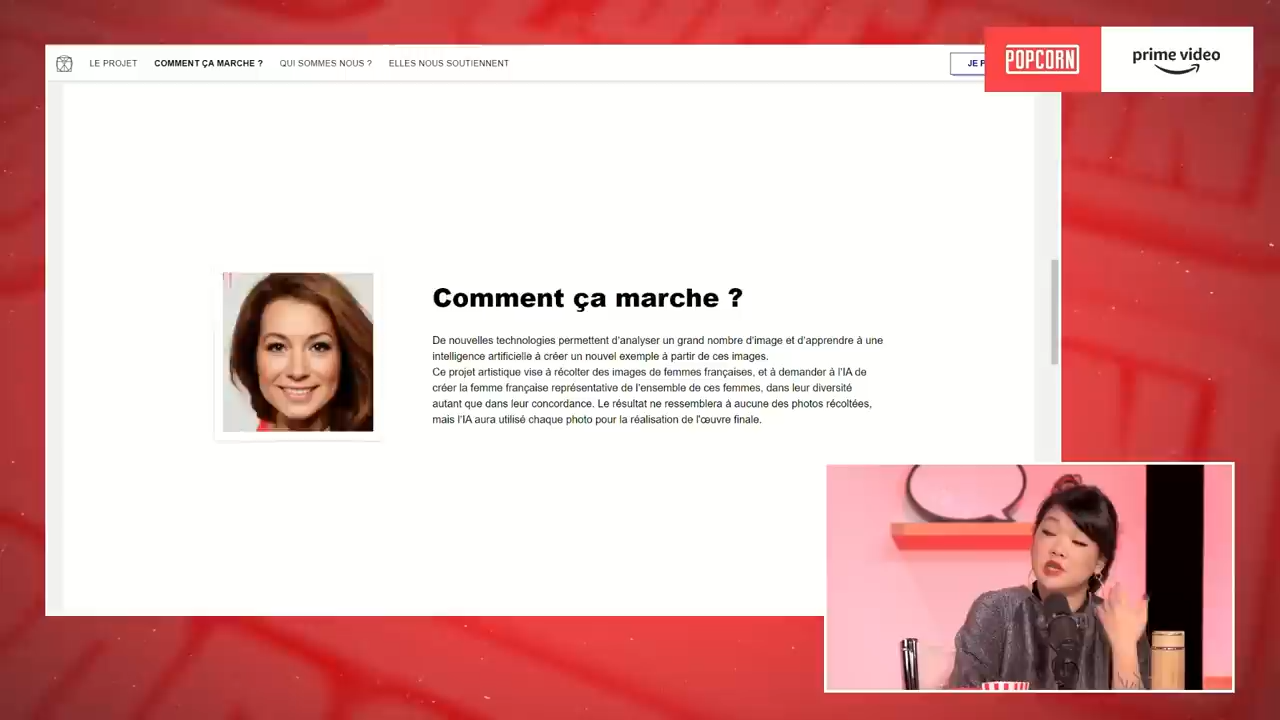 LE PROJET
COMMENT ÇA MARCHE ?
QUI SOMMES NOUS ?
ELLES NOUS SOUTIENNENT
JE P
POPCORN
prime video
Comment ça marche ?
De nouvelles technologies permettent d'analyser un grand nombre d'image et d'apprendre à une
intelligence artificielle à créer un nouvel exemple à partir de ces images.
Ce projet artistique vise à récolter des images de femmes françaises, et à demander à l'IA de
créer la femme française représentative de l'ensemble de ces femmes, dans leur diversité
autant que dans leur concordance. Le résultat ne ressemblera à aucune des photos récoltées,
mais l'IA aura utilisé chaque photo pour la réalisation de l'œuvre finale.